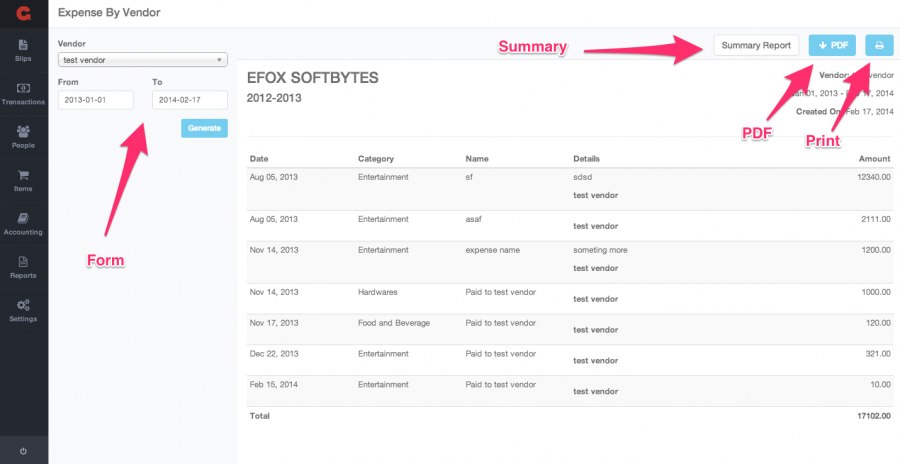 Expense By Vendor
Slips
Transactions
People
Items
Accounting
Reports
Settings
Vendor
test vendor
From To
2013-01-01 2014-02-17
Generate
Form
Summary
Summary Report
PDF
PDF
Print
EFOX SOFTBYTES
2012-2013
Vendor: vendor
01, 2013 - 17, 2014
Created On Feb 17, 2014
Date Category Name Details Amount
Aug 05, 2013 Entertainment sf sdsd 12340.00
test vendor
Aug 05, 2013 Entertainment asaf 2111.00
test vendor
Nov 14, 2013 Entertainment expense name someting more 1200.00
test vendor
Nov 14, 2013 Hardwares Paid to test vendor 1000.00
test vendor
Nov 17, 2013 Food and Beverage Paid to test vendor 120.00
test vendor
Dec 22, 2013 Entertainment Paid to test vendor 321.00
test vendor
Feb 15, 2014 Entertainment Paid to test vendor 10.00
test vendor
Total 17102.00